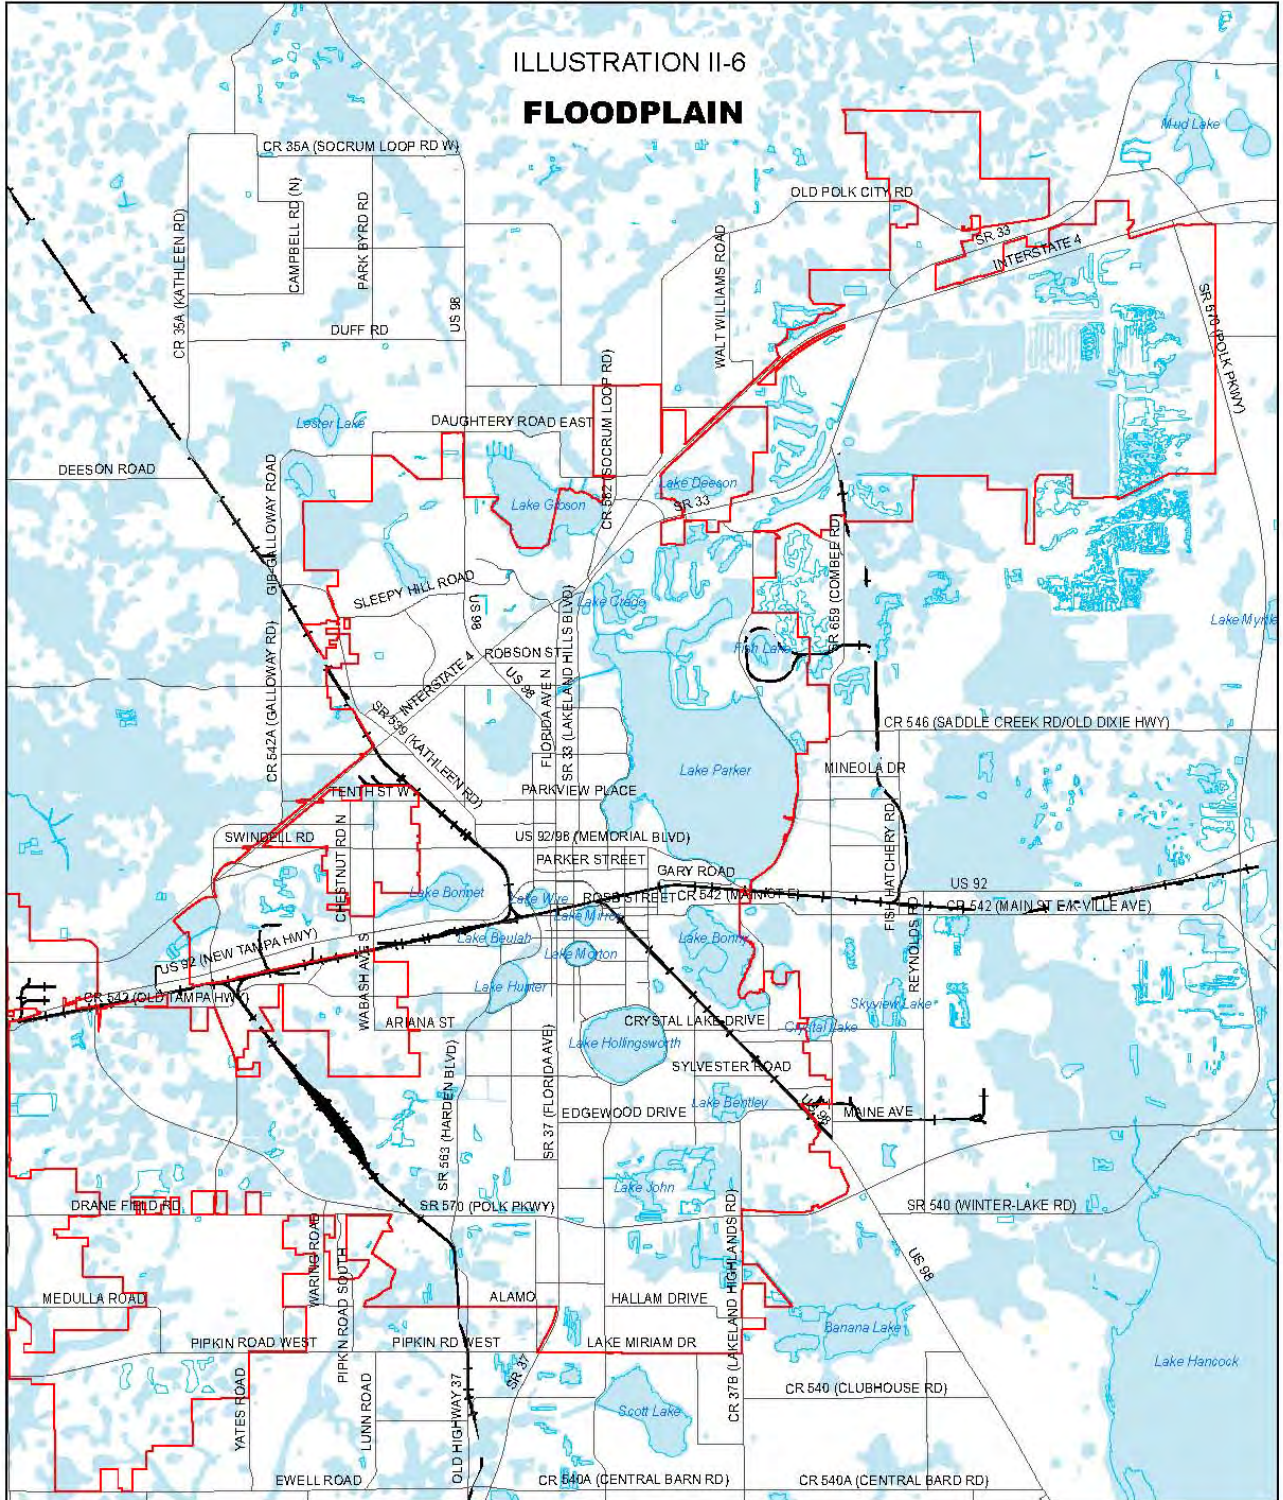 ILLUSTRATION II-6
FLOODPLAIN
Mud Lake
CR 35A (SOCRUM LOOP RD W)
OLD POLK CITY RD
CAMPBELL RD (N)
PARK BYRD RD
CR 35A (KATHLEEN RD)
SR 33
INTERSTATE 4
WALT WILLIAMS ROAD
US 98
DUFF RD
SR 570 (POLK PKWY)
CR 582 (SOCRUM LOOP RD)
Lester Lake
DAUGHTERY ROAD EAST
DEESON ROAD
GIB-GALLOWAY ROAD
Lake Gibson
Lake Deeson
SR 33
SR 659 (COMBEE RD)
SLEEPY HILL ROAD
US 98
Lake Crago
Lake Myrtle
CR 542A (GALLOWAY RD)
ROBSON ST
Fish Lake
INTERSTATE 4
US 98
FLORIDA AVE N
SR 33 (LAKELAND HILLS BLVD)
SR 539 (KATHLEEN RD)
CR 546 (SADDLE CREEK RD/OLD DIXIE HWY)
Lake Parker
MINEOLA DR
TENTH ST W
PARKVIEW PLACE
SWINDELL RD
CHESTNUT RD N
US 92/98 (MEMORIAL BLVD)
FISH HATCHERY RD
PARKER STREET
GARY ROAD
US 92
Lake Bonnet
Lake Wire
ROSE STREET
CR 542 (MAIN ST E)
CR 542 (MAIN ST E/K-VILLE AVE)
Lake Mirror
US 92 (NEW TAMPA HWY)
WABASH AVE S
Lake Beulah
Lake Morton
Lake Bonny
REYNOLDS RD
CR 542 (OLD TAMPA HWY)
Lake Hunter
Skyview Lake
ARIANA ST
CRYSTAL LAKE DRIVE
Crystal Lake
Lake Hollingsworth
SYLVESTER ROAD
SR 563 (HARDEN BLVD)
SR 37 (FLORIDA AVE)
Lake Bentley
EDGEWOOD DRIVE
US 98
MAINE AVE
Lake John
DRANE FIELD RD
SR 570 (POLK PKWY)
CR 37B (LAKELAND HIGHLANDS RD)
SR 540 (WINTER-LAKE RD)
WARING ROAD
PIPKIN ROAD SOUTH
US 98
MEDULLA ROAD
ALAMO
HALLAM DRIVE
Banana Lake
PIPKIN ROAD WEST
PIPKIN RD WEST
LAKE MIRIAM DR
Lake Hancock
SR 37
CR 540 (CLUBHOUSE RD)
YATES ROAD
LUNN ROAD
OLD HIGHWAY 37
Scott Lake
EWELL ROAD
CR 540A (CENTRAL BARN RD)
CR 540A (CENTRAL BARD RD)